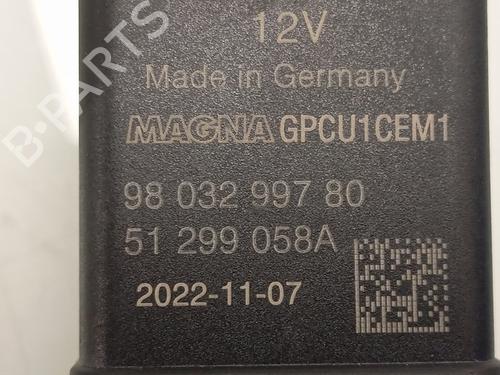 12V
Made in Germany
MAGNA GPCU1CEM1
98 032 997 80
51 299 058A
2022-11-07
B-PARTS